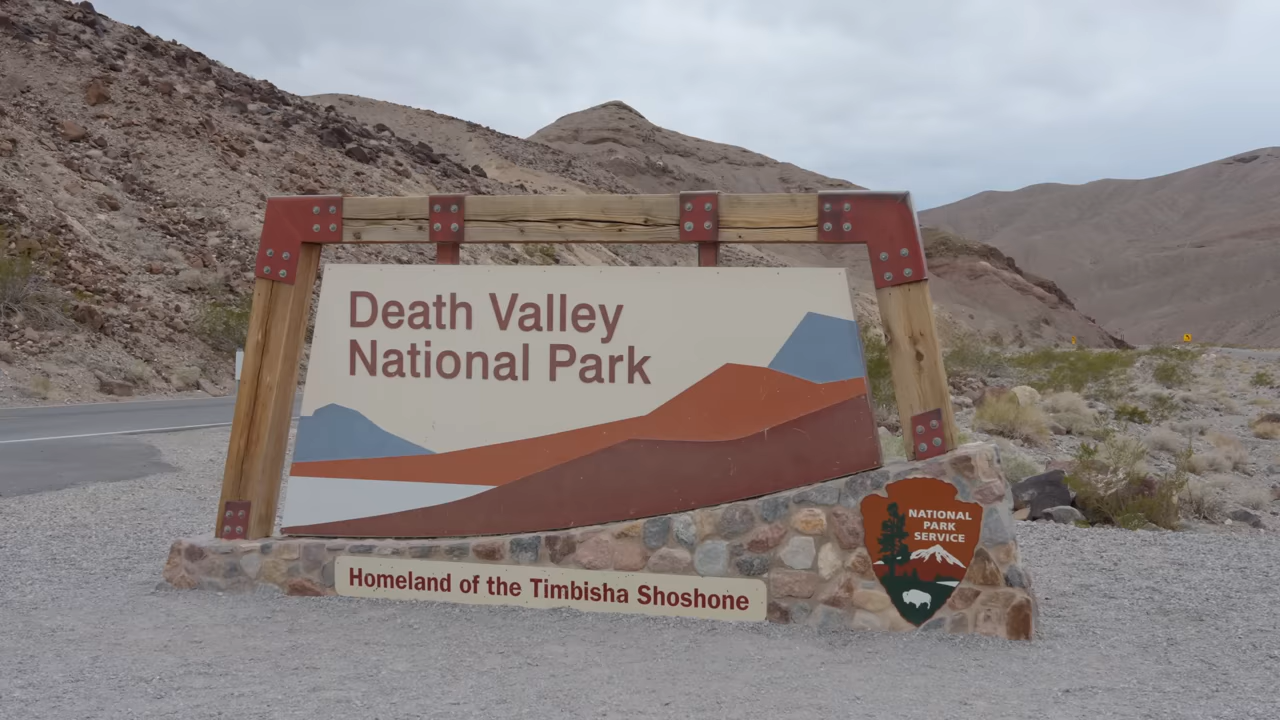 Death Valley
National Park
NATIONAL
PARK
SERVICE
Homeland of the Timbisha Shoshone